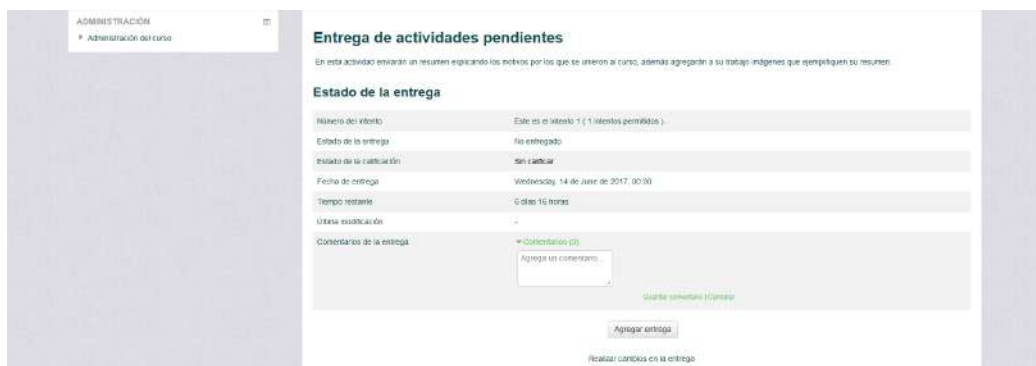 ADMINISTRACIÓN
Administración del curso
Entrega de actividades pendientes
En esta actividad enviarán un resumen explicando los motivos por los que se unieron al curso, además agregarán a su trabajo imágenes que ejemplifiquen su resumen.
Estado de la entrega
Número del intento Este es el intento 1 ( 1 intentos permitidos ).
Estado de la entrega No entregado
Estado de la calificación Sin calificar
Fecha de entrega Wednesday, 14 de June de 2017, 00:00
Tiempo restante 6 días 16 horas
Última modificación -
Comentarios de la entrega Comentarios (0)
Agregar un comentario...
Guardar comentario | Cancelar
Agregar entrega
Realizar cambios en la entrega